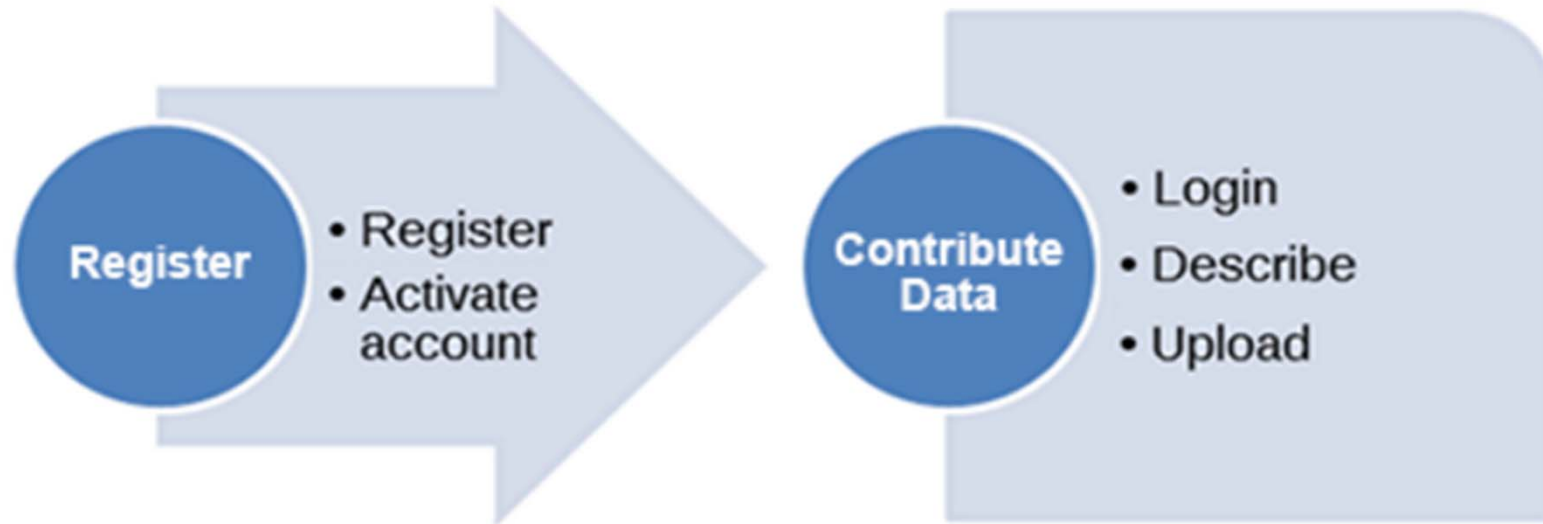 Register
• Register
• Activate
account
Contribute
Data
• Login
• Describe
• Upload